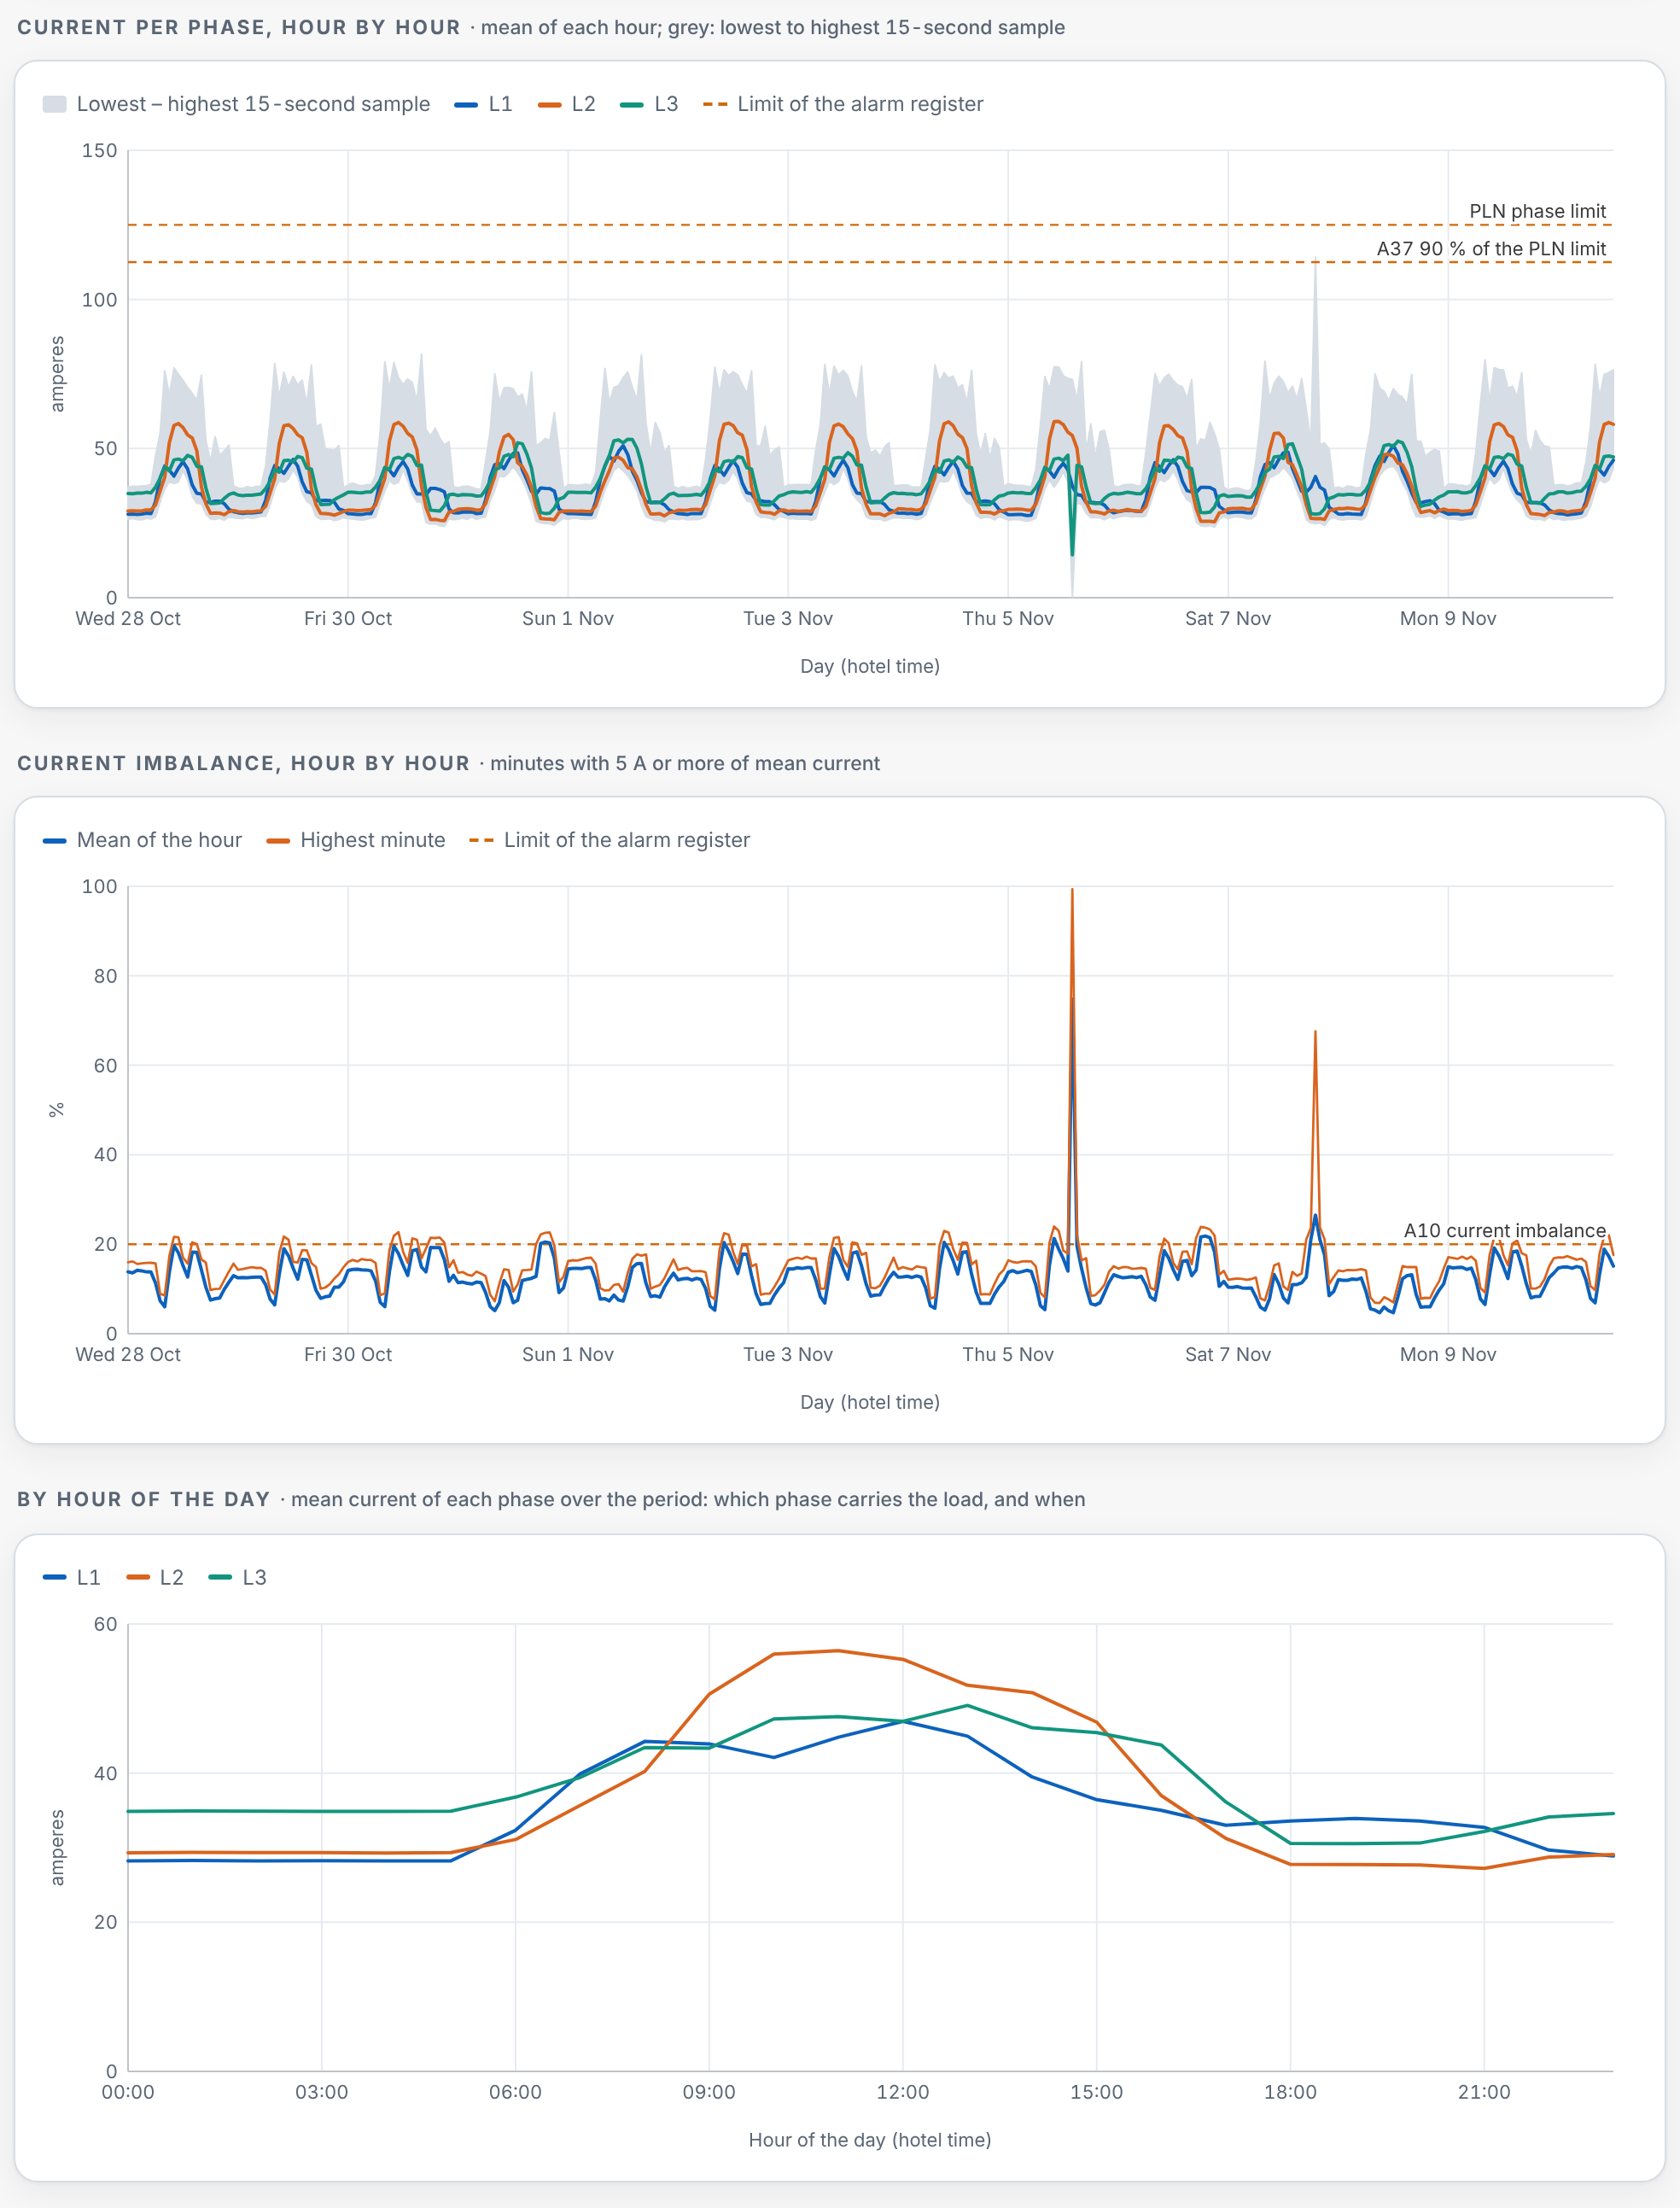 CURRENT PER PHASE, HOUR BY HOUR · mean of each hour; grey: lowest to highest 15-second sample
Lowest – highest 15-second sample L1 L2 L3 Limit of the alarm register
150
PLN phase limit
A37 90 % of the PLN limit
100
amperes
50
0
Wed 28 Oct Fri 30 Oct Sun 1 Nov Tue 3 Nov Thu 5 Nov Sat 7 Nov Mon 9 Nov
Day (hotel time)
CURRENT IMBALANCE, HOUR BY HOUR · minutes with 5 A or more of mean current
Mean of the hour Highest minute Limit of the alarm register
100
80
60
%
40
A10 current imbalance
20
0
Wed 28 Oct Fri 30 Oct Sun 1 Nov Tue 3 Nov Thu 5 Nov Sat 7 Nov Mon 9 Nov
Day (hotel time)
BY HOUR OF THE DAY · mean current of each phase over the period: which phase carries the load, and when
L1 L2 L3
60
40
amperes
20
0
00:00 03:00 06:00 09:00 12:00 15:00 18:00 21:00
Hour of the day (hotel time)